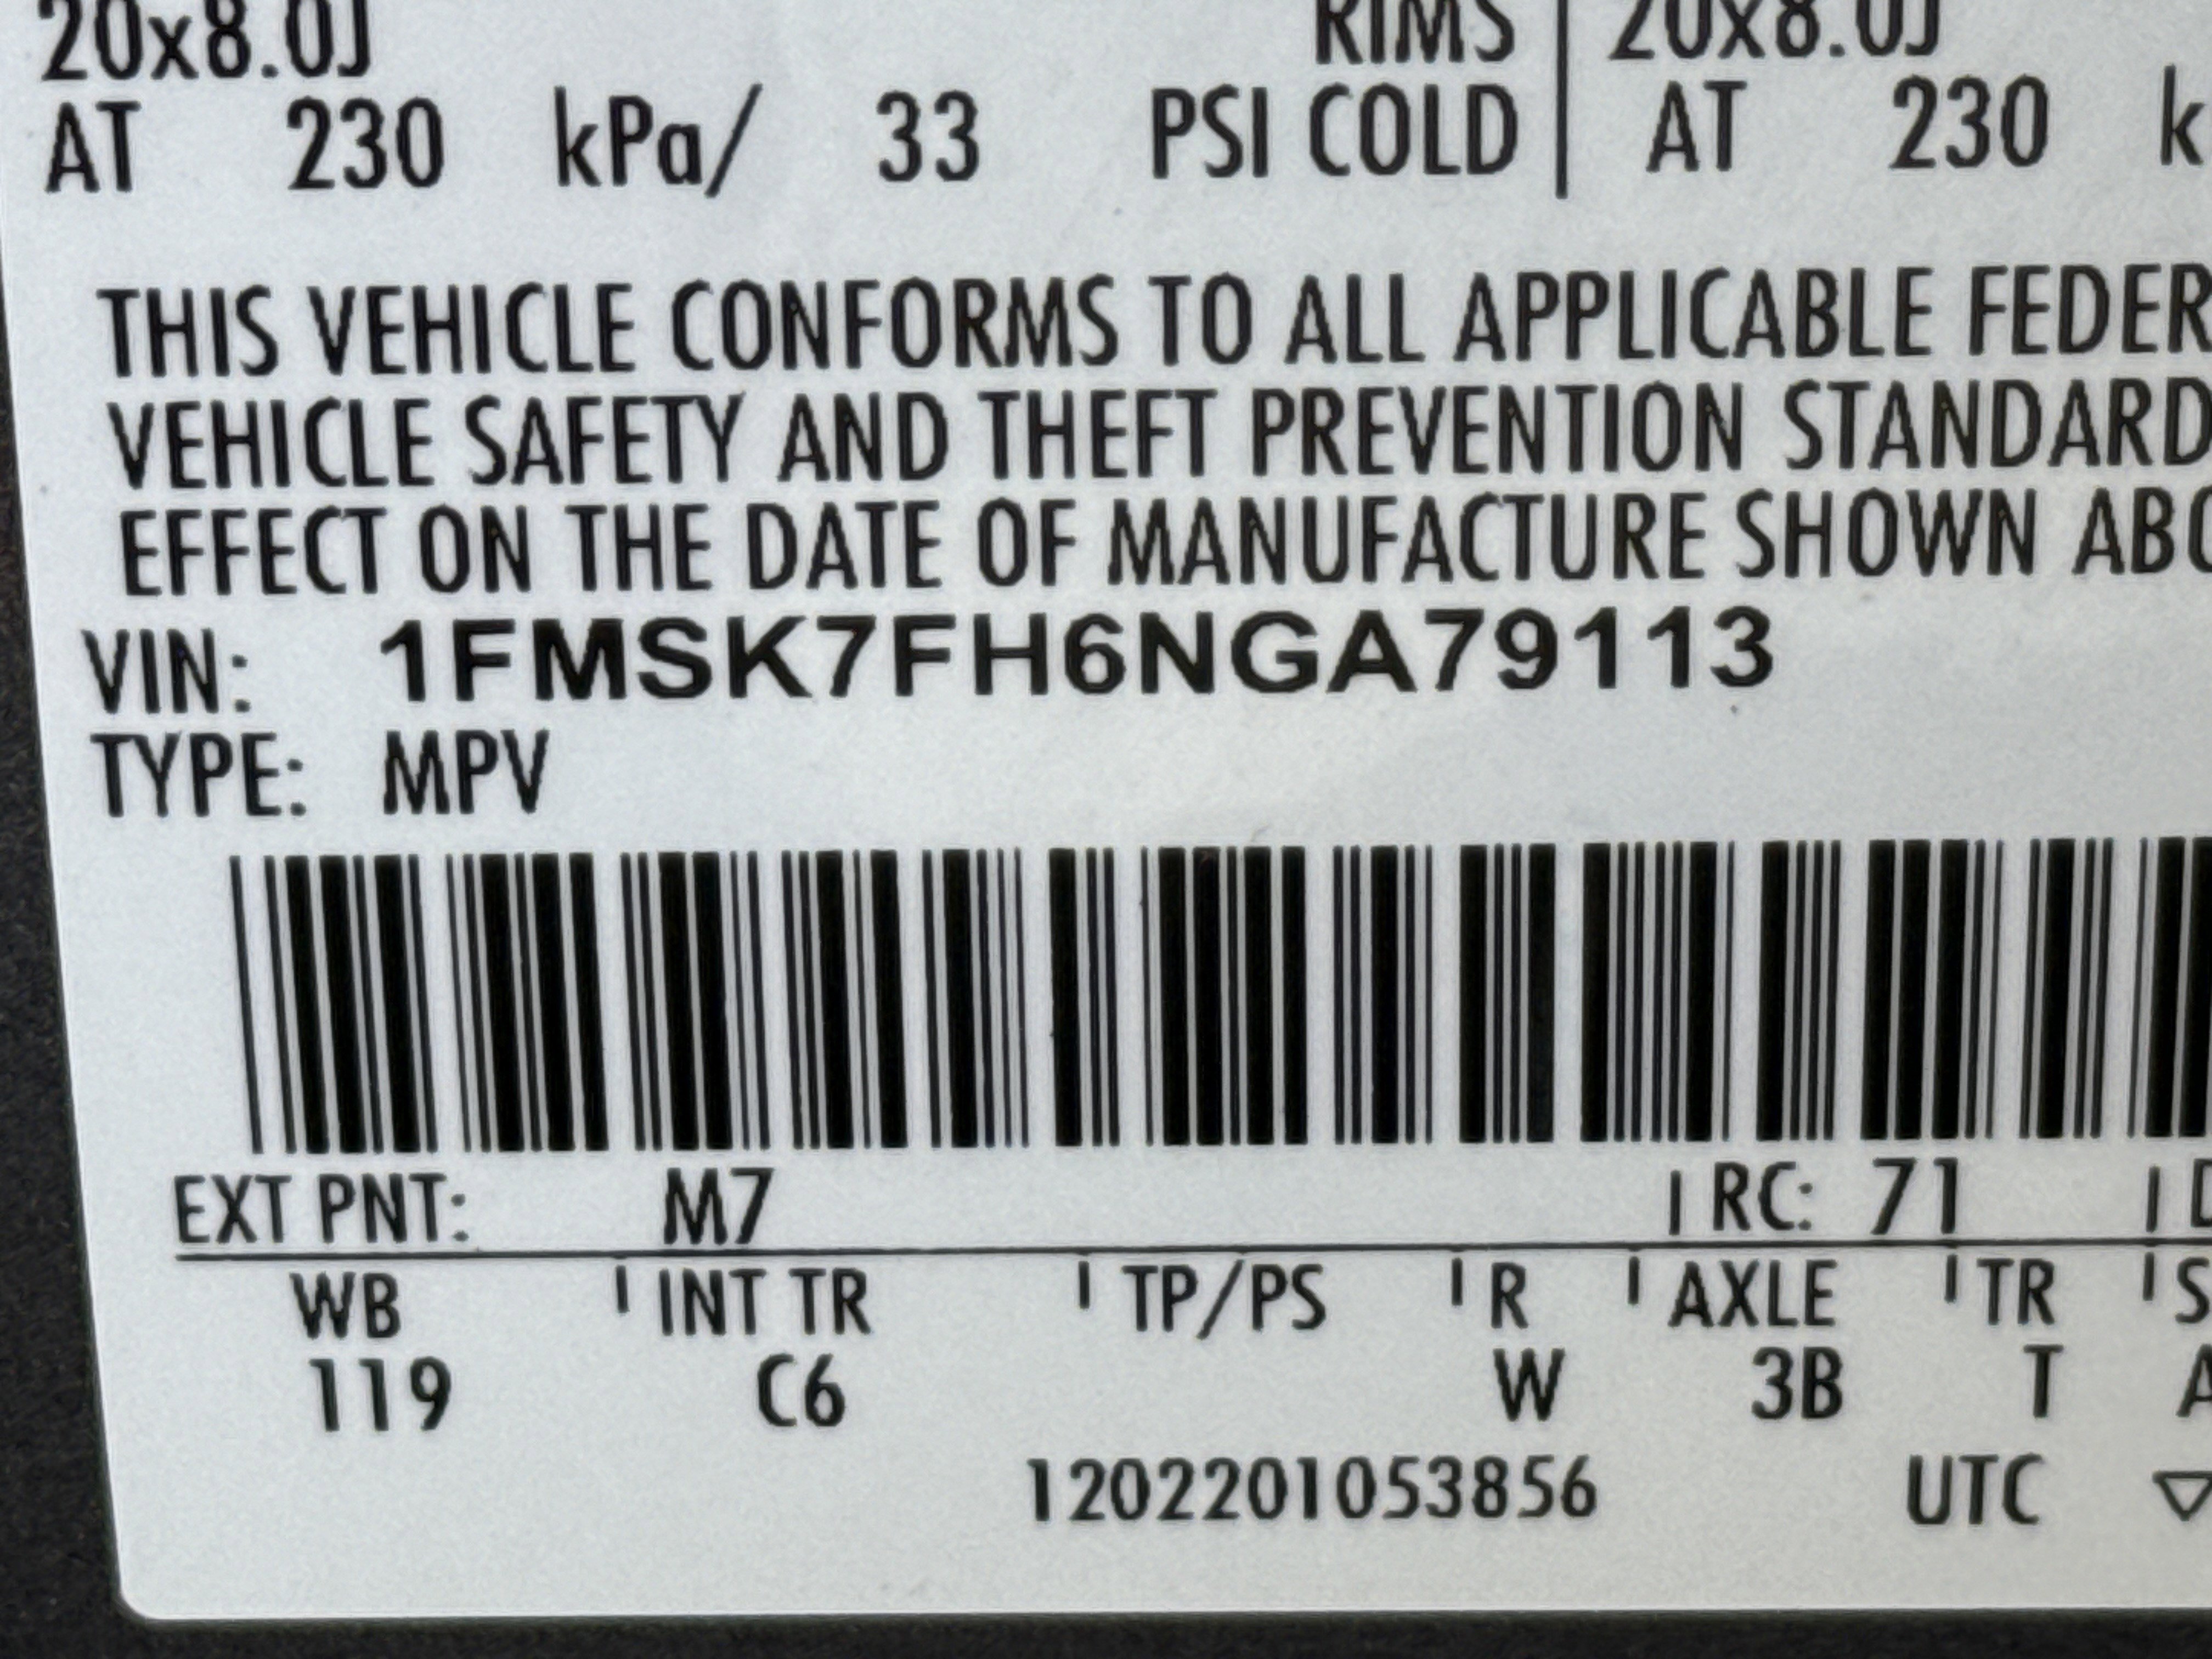 20x8.0J RIMS | 20x8.0J
AT 230 kPa/ 33 PSI COLD | AT 230 k
THIS VEHICLE CONFORMS TO ALL APPLICABLE FEDER
VEHICLE SAFETY AND THEFT PREVENTION STANDARD
EFFECT ON THE DATE OF MANUFACTURE SHOWN ABO
VIN: 1FMSK7FH6NGA79113
TYPE: MPV
EXT PNT: M7 | RC: 71 | D
WB | INT TR | TP/PS | R | AXLE | TR | S
119 C6 W 3B T A
1202201053856 UTC ▽